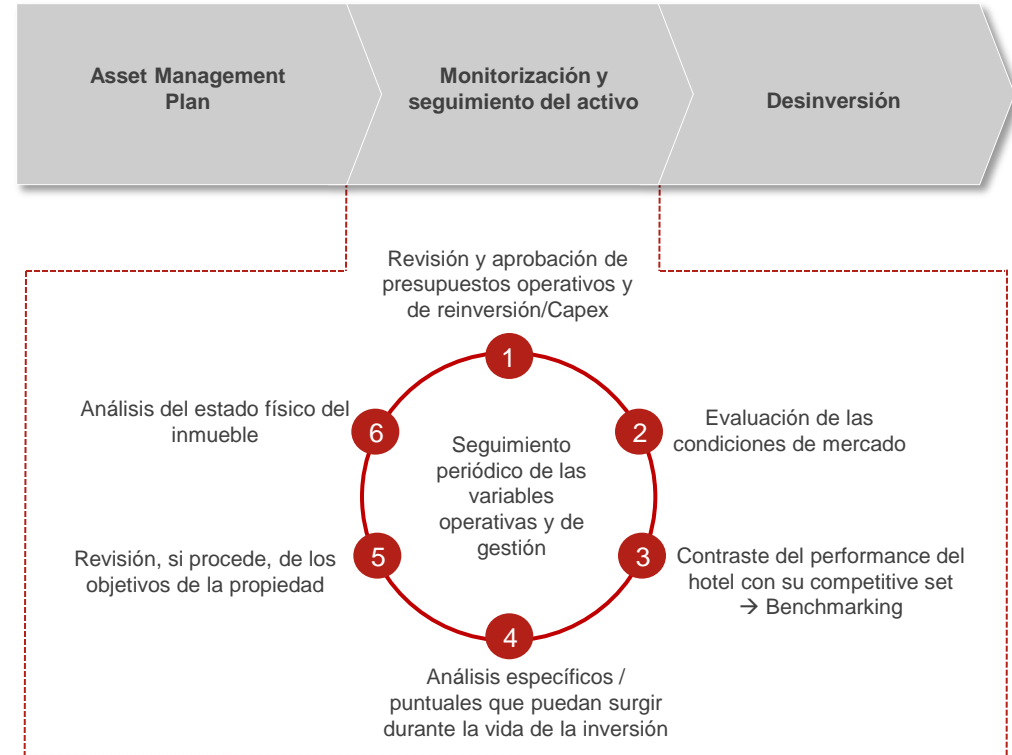 Asset Management
Plan
Monitorización y
seguimiento del activo
Desinversión
Revisión y aprobación de
presupuestos operativos y
de reinversión/Capex
1
Análisis del estado físico del
inmueble
6
2
Evaluación de las
condiciones de mercado
Seguimiento
periódico de las
variables
operativas y de
gestión
Revisión, si procede, de los
objetivos de la propiedad
5
3
Contraste del performance del
hotel con su competitive set
→ Benchmarking
4
Análisis específicos /
puntuales que puedan surgir
durante la vida de la inversión